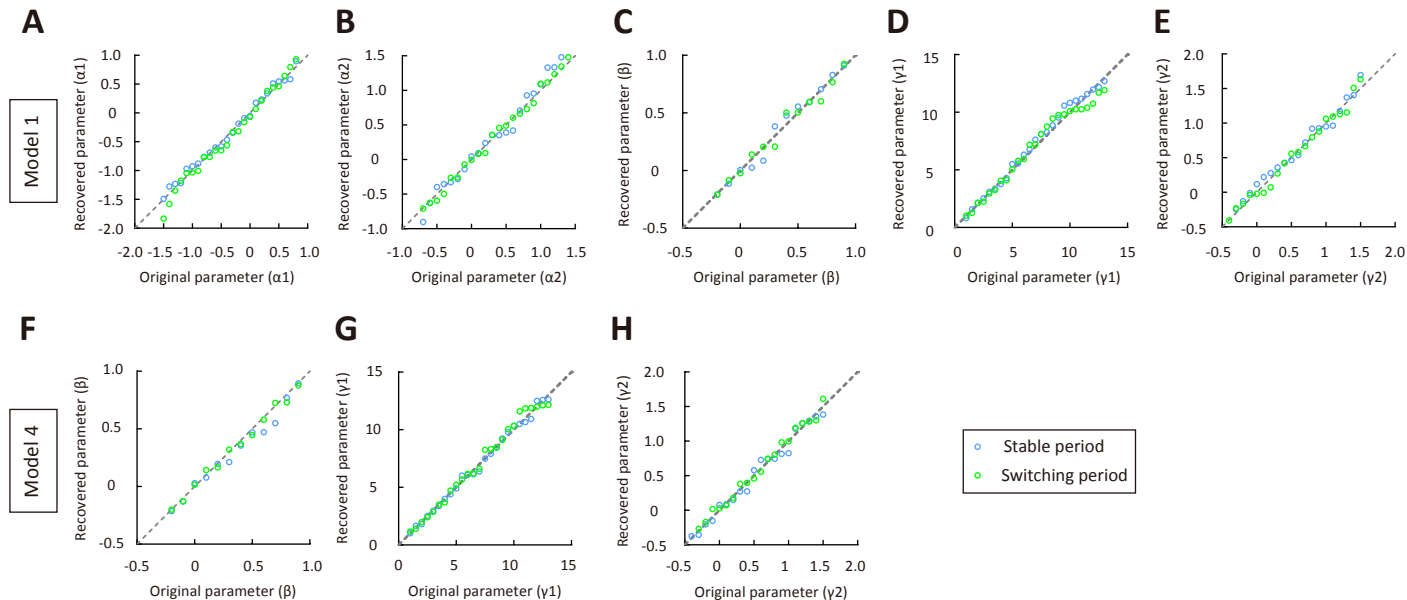 A
B
C
D
E
Model 1
Recovered parameter (α1)
1.0
0.5
0
-0.5
-1.0
-1.5
-2.0
-2.0 -1.5 -1.0 -0.5 0 0.5 1.0
Original parameter (α1)
Recovered parameter (α2)
1.5
1.0
0.5
0
-0.5
-1.0
-1.0 -0.5 0 0.5 1.0 1.5
Original parameter (α2)
Recovered parameter (β)
1.0
0.5
0
-0.5
-0.5 0 0.5 1.0
Original parameter (β)
Recovered parameter (γ1)
15
10
5
0
0 5 10 15
Original parameter (γ1)
Recovered parameter (γ2)
2.0
1.5
1.0
0.5
0
-0.5
-0.5 0 0.5 1.0 1.5 2.0
Original parameter (γ2)
F
G
H
Model 4
Recovered parameter (β)
1.0
0.5
0
-0.5
-0.5 0 0.5 1.0
Original parameter (β)
Recovered parameter (γ1)
15
10
5
0
0 5 10 15
Original parameter (γ1)
Recovered parameter (γ2)
2.0
1.5
1.0
0.5
0
-0.5
-0.5 0 0.5 1.0 1.5 2.0
Original parameter (γ2)
Stable period
Switching period